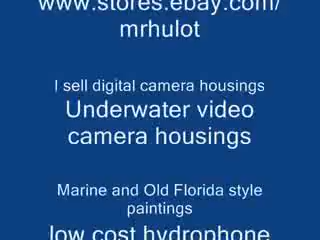 www.stores.ebay.com/
mrhulot
I sell digital camera housings
Underwater video
camera housings
Marine and Old Florida style
paintings
low cost hydrophone